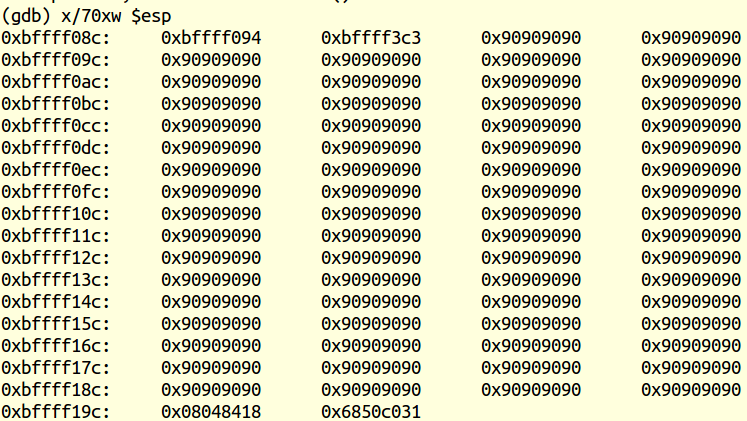 (gdb) x/70xw $esp
0xbffff08c: 0xbffff094 0xbffff3c3 0x90909090 0x90909090
0xbffff09c: 0x90909090 0x90909090 0x90909090 0x90909090
0xbffff0ac: 0x90909090 0x90909090 0x90909090 0x90909090
0xbffff0bc: 0x90909090 0x90909090 0x90909090 0x90909090
0xbffff0cc: 0x90909090 0x90909090 0x90909090 0x90909090
0xbffff0dc: 0x90909090 0x90909090 0x90909090 0x90909090
0xbffff0ec: 0x90909090 0x90909090 0x90909090 0x90909090
0xbffff0fc: 0x90909090 0x90909090 0x90909090 0x90909090
0xbffff10c: 0x90909090 0x90909090 0x90909090 0x90909090
0xbffff11c: 0x90909090 0x90909090 0x90909090 0x90909090
0xbffff12c: 0x90909090 0x90909090 0x90909090 0x90909090
0xbffff13c: 0x90909090 0x90909090 0x90909090 0x90909090
0xbffff14c: 0x90909090 0x90909090 0x90909090 0x90909090
0xbffff15c: 0x90909090 0x90909090 0x90909090 0x90909090
0xbffff16c: 0x90909090 0x90909090 0x90909090 0x90909090
0xbffff17c: 0x90909090 0x90909090 0x90909090 0x90909090
0xbffff18c: 0x90909090 0x90909090 0x90909090 0x90909090
0xbffff19c: 0x08048418 0x6850c031